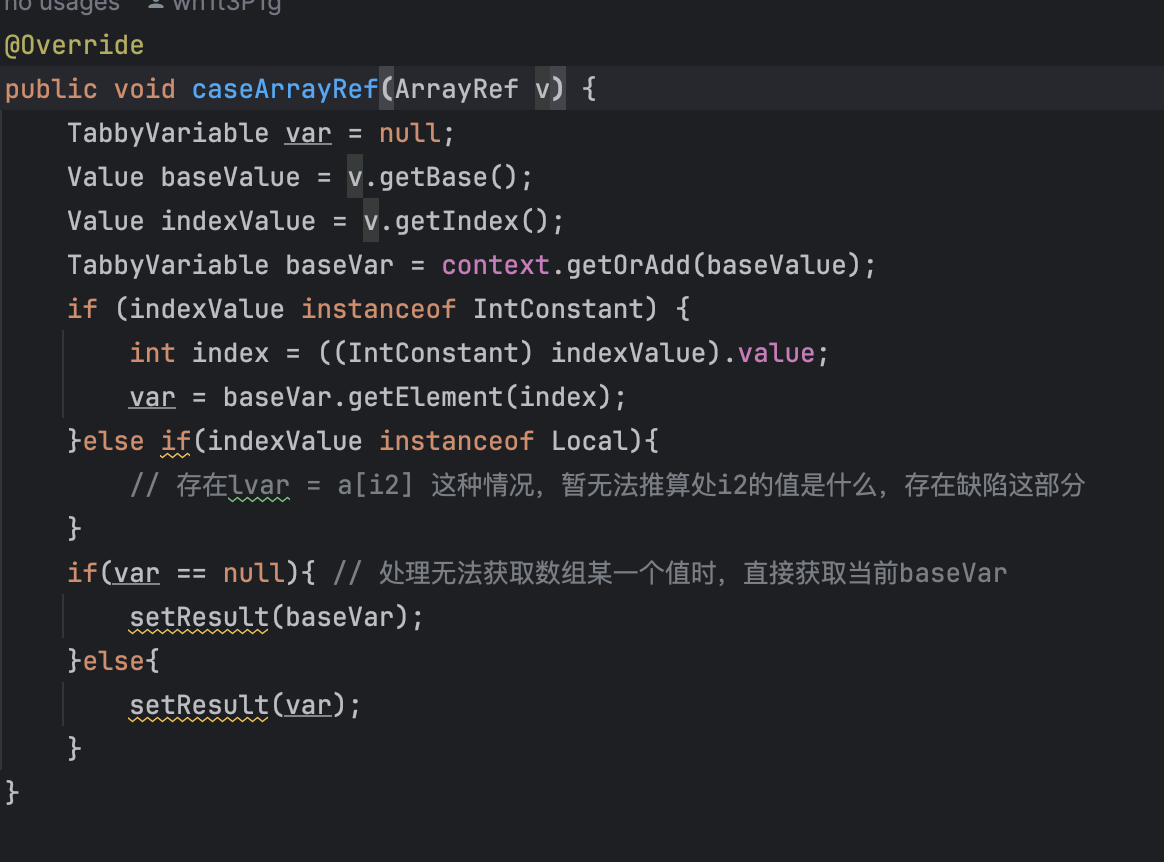 no usages wh1t3P1g
@Override
public void caseArrayRef(ArrayRef v) {
TabbyVariable var = null;
Value baseValue = v.getBase();
Value indexValue = v.getIndex();
TabbyVariable baseVar = context.getOrAdd(baseValue);
if (indexValue instanceof IntConstant) {
int index = ((IntConstant) indexValue).value;
var = baseVar.getElement(index);
}else if(indexValue instanceof Local){
// 存在lvar = a[i2] 这种情况，暂无法推算处i2的值是什么，存在缺陷这部分
}
if(var == null){ // 处理无法获取数组某一个值时，直接获取当前baseVar
setResult(baseVar);
}else{
setResult(var);
}
}